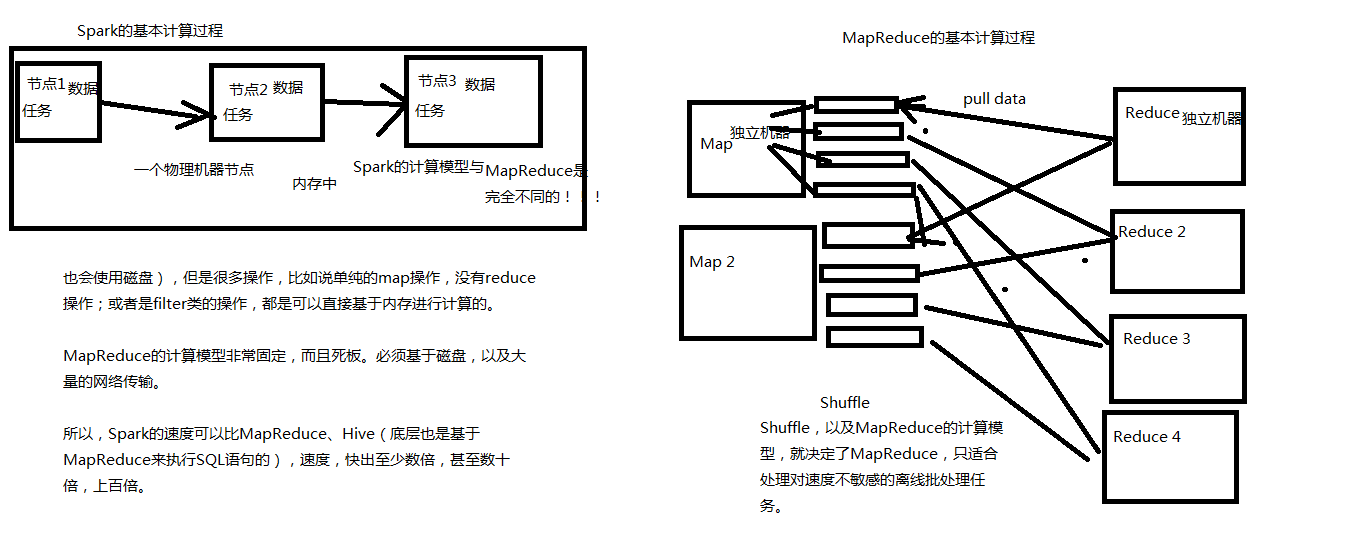 Spark的基本计算过程
节点1 数据
任务
节点2 数据
任务
节点3 数据
任务
一个物理机器节点
内存中
Spark的计算模型与MapReduce是
完全不同的！！！
也会使用磁盘），但是很多操作，比如说单纯的map操作，没有reduce
操作；或者是filter类的操作，都是可以直接基于内存进行计算的。
MapReduce的计算模型非常固定，而且死板。必须基于磁盘，以及大
量的网络传输。
所以，Spark的速度可以比MapReduce、Hive（底层也是基于
MapReduce来执行SQL语句的），速度，快出至少数倍，甚至数十
倍，上百倍。
MapReduce的基本计算过程
Map 独立机器
Map 2
pull data
Reduce 独立机器
Reduce 2
Reduce 3
Reduce 4
Shuffle
Shuffle，以及MapReduce的计算模
型，就决定了MapReduce，只适合
处理对速度不敏感的离线批处理任
务。